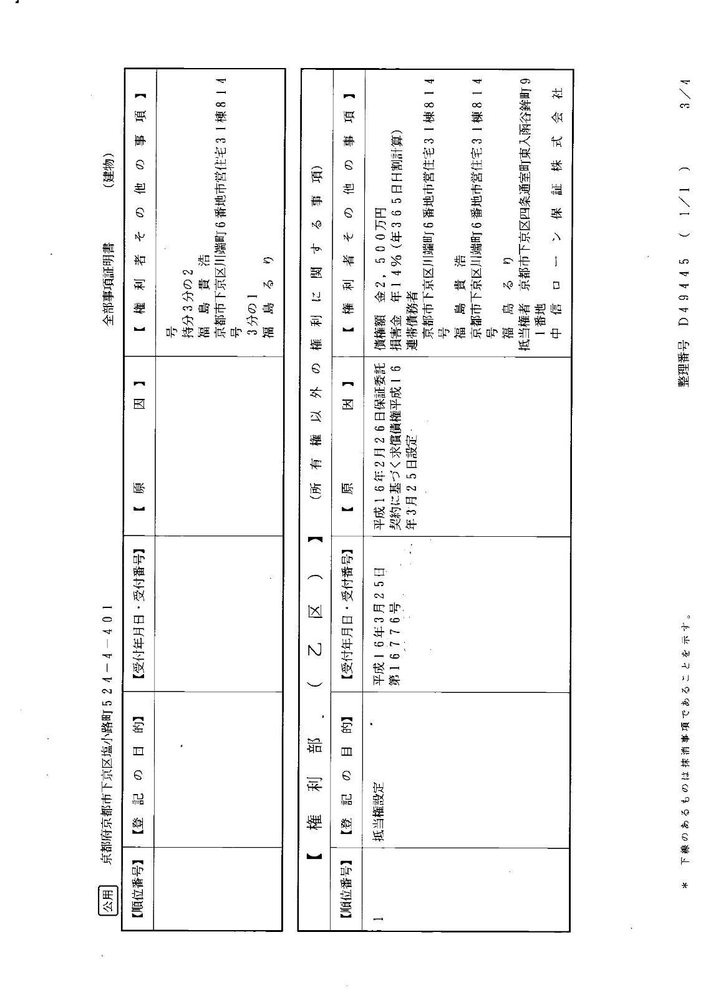 公用 京都府京都市下京区塩小路町524-4-401 全部事項証明書 (建物)
【順位番号】 【登記の目的】 【受付年月日・受付番号】 【原因】 【権利者その他の事項】
号
持分3分の2
福島貴浩
京都市下京区川端町6番地市営住宅31棟814
号
3分の1
福島るり
【権利部(乙区)】 (所有権以外の権利に関する事項)
【順位番号】 【登記の目的】 【受付年月日・受付番号】 【原因】 【権利者その他の事項】
1 抵当権設定 平成16年3月25日 平成16年2月26日保証委託 債権額 金2,500万円
第16776号 契約に基づく求償債権平成16 損害金 年14%(年365日日割計算)
年3月25日設定 連帯債務者
京都市下京区川端町6番地市営住宅31棟814
号
福島貴浩
京都市下京区川端町6番地市営住宅31棟814
号
福島るり
抵当権者 京都市下京区四条通室町東入函谷鉾町9
1番地
中信ローン保証株式会社
* 下線のあるものは抹消事項であることを示す。 整理番号 D49445 (1/1) 3/4